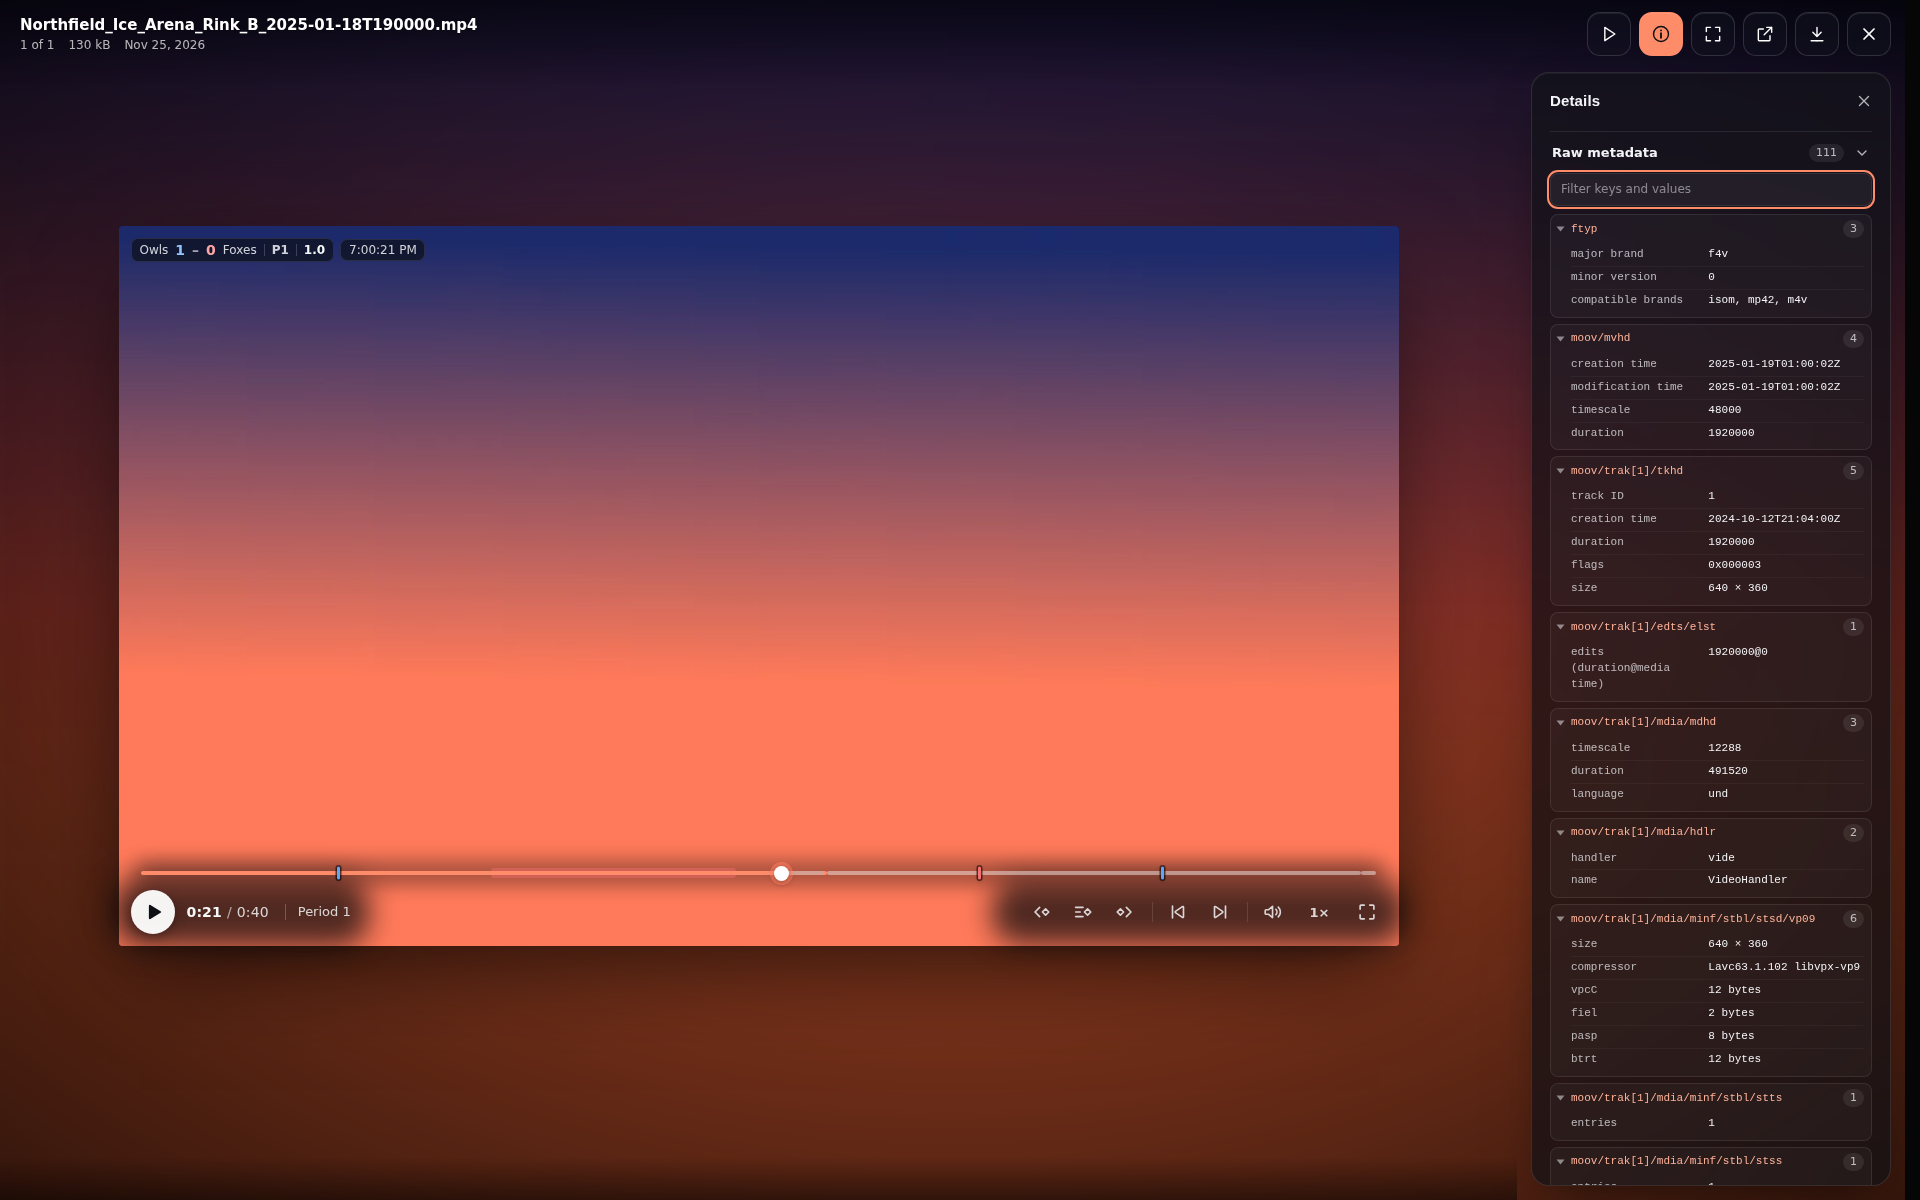 Northfield_Ice_Arena_Rink_B_2025-01-18T190000.mp4
1 of 1 130 kB Nov 25, 2026
Owls 1 – 0 Foxes P1 1.0 7:00:21 PM
0:21 / 0:40 Period 1
1×
Details
Raw metadata 111
Filter keys and values
ftyp 3
major brand f4v
minor version 0
compatible brands isom, mp42, m4v
moov/mvhd 4
creation time 2025-01-19T01:00:02Z
modification time 2025-01-19T01:00:02Z
timescale 48000
duration 1920000
moov/trak[1]/tkhd 5
track ID 1
creation time 2024-10-12T21:04:00Z
duration 1920000
flags 0x000003
size 640 × 360
moov/trak[1]/edts/elst 1
edits 1920000@0
(duration@media
time)
moov/trak[1]/mdia/mdhd 3
timescale 12288
duration 491520
language und
moov/trak[1]/mdia/hdlr 2
handler vide
name VideoHandler
moov/trak[1]/mdia/minf/stbl/stsd/vp09 6
size 640 × 360
compressor Lavc63.1.102 libvpx-vp9
vpcC 12 bytes
fiel 2 bytes
pasp 8 bytes
btrt 12 bytes
moov/trak[1]/mdia/minf/stbl/stts 1
entries 1
moov/trak[1]/mdia/minf/stbl/stss 1